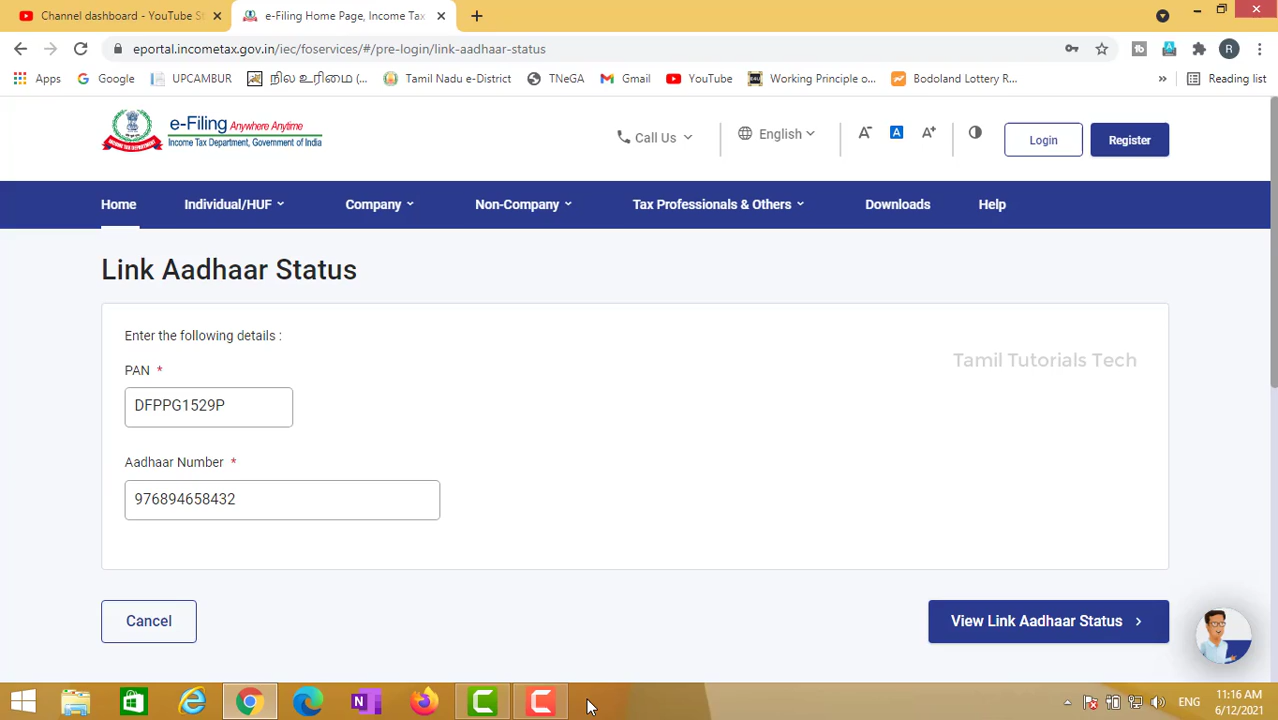 Channel dashboard - YouTube S
e-Filing Home Page, Income Tax
eportal.incometax.gov.in/iec/foservices/#/pre-login/link-aadhaar-status
R
Apps
Google
UPCAMBUR
நில உரிமை (...
Tamil Nadu e-District
TNeGA
Gmail
YouTube
Working Principle o...
Bodoland Lottery R...
»
Reading list
e-Filing Anywhere Anytime
Income Tax Department, Government of India
Call Us
English
A-
A
A+
Login
Register
Home
Individual/HUF
Company
Non-Company
Tax Professionals & Others
Downloads
Help
Link Aadhaar Status
Enter the following details :
Tamil Tutorials Tech
PAN *
DFPPG1529P
Aadhaar Number *
976894658432
Cancel
View Link Aadhaar Status >
ENG
11:16 AM
6/12/2021